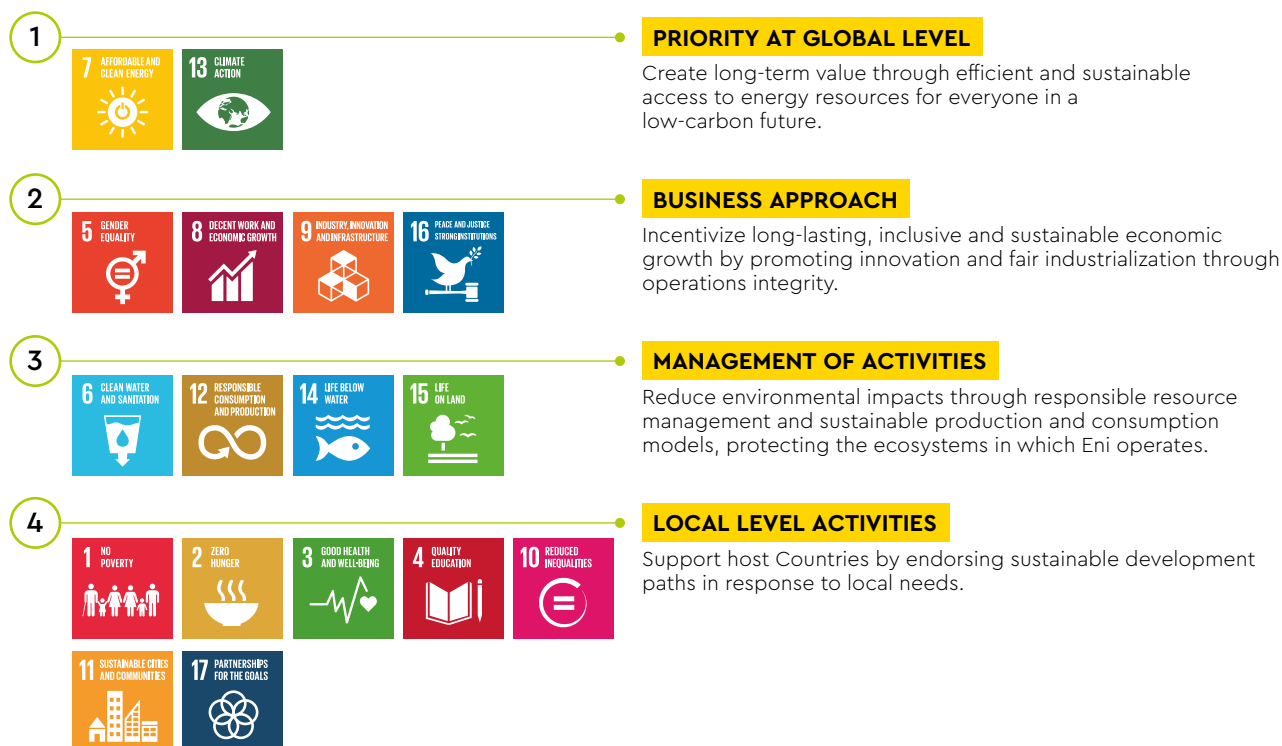 1
PRIORITY AT GLOBAL LEVEL
7 AFFORDABLE AND
CLEAN ENERGY
13 CLIMATE
ACTION
Create long-term value through efficient and sustainable
access to energy resources for everyone in a
low-carbon future.
2
BUSINESS APPROACH
5 GENDER
EQUALITY
8 DECENT WORK AND
ECONOMIC GROWTH
9 INDUSTRY, INNOVATION
AND INFRASTRUCTURE
16 PEACE AND JUSTICE
STRONG INSTITUTIONS
Incentivize long-lasting, inclusive and sustainable economic
growth by promoting innovation and fair industrialization through
operations integrity.
3
MANAGEMENT OF ACTIVITIES
6 CLEAN WATER
AND SANITATION
12 RESPONSIBLE
CONSUMPTION
AND PRODUCTION
14 LIFE BELOW
WATER
15 LIFE
ON LAND
Reduce environmental impacts through responsible resource
management and sustainable production and consumption
models, protecting the ecosystems in which Eni operates.
4
LOCAL LEVEL ACTIVITIES
1 NO
POVERTY
2 ZERO
HUNGER
3 GOOD HEALTH
AND WELL-BEING
4 QUALITY
EDUCATION
10 REDUCED
INEQUALITIES
Support host Countries by endorsing sustainable development
paths in response to local needs.
11 SUSTAINABLE CITIES
AND COMMUNITIES
17 PARTNERSHIPS
FOR THE GOALS